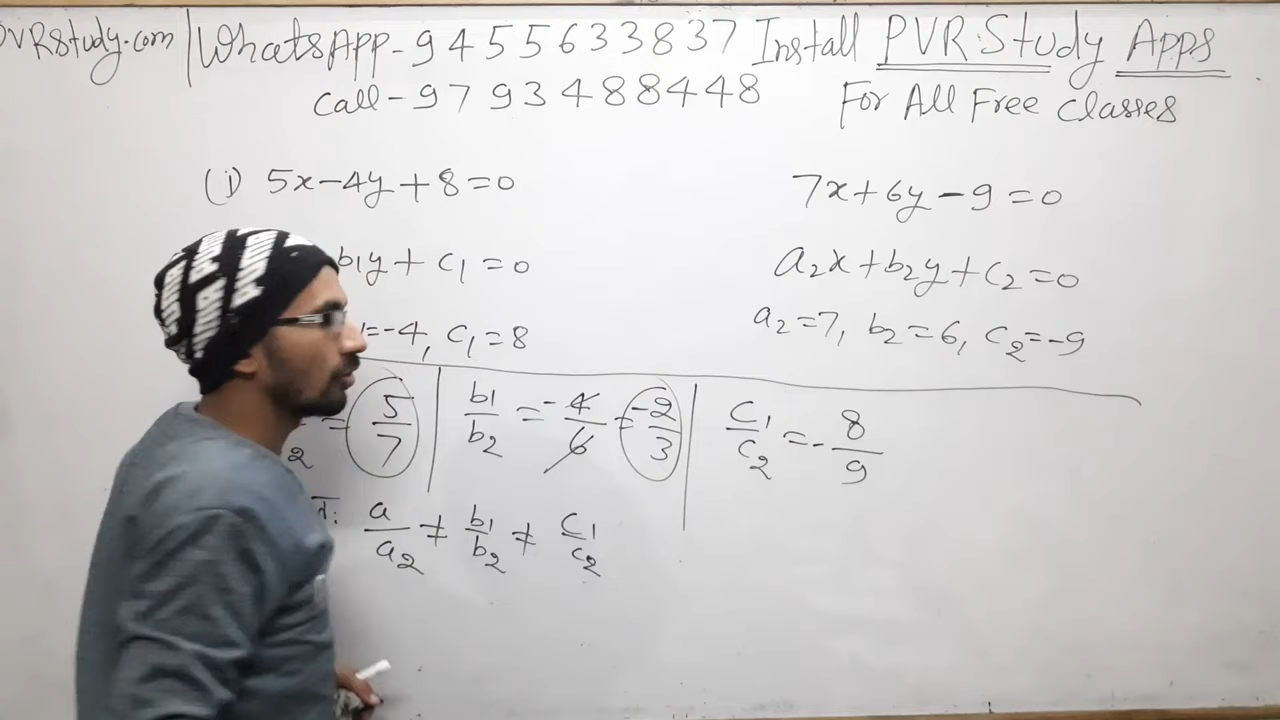 PVRStudy.com | WhatsApp-9455633837 Install PVR Study Apps
Call-9793488448 For All Free Classes
(i) 5x-4y+8=0 7x+6y-9=0
b1y+c1=0 a2x+b2y+c2=0
1=-4, c1=8 a2=7, b2=6, c2=-9
2 = 5/7 | b1/b2 = -4/6 = -2/3 | c1/c2 = -8/9
a/a2 ≠ b1/b2 ≠ c1/c2